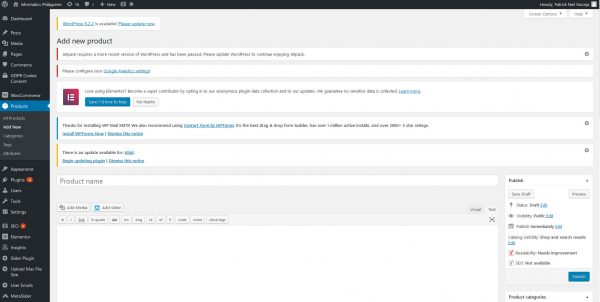 Informatics Philippines 16 New
Howdy, Patrick Niel Noreja
Screen Options Help
Dashboard
Posts
Media
Pages
Comments
GDPR Cookie
Consent
WooCommerce
Products
All Products
Add New
Categories
Tags
Attributes
Appearance
Plugins
Users
Tools
Settings
SEO
Elementor
Insights
Slider Plugin
Upload Max File
Size
User Emails
MetaSlider
WordPress 5.2.2 is available! Please update now.
Add new product
Jetpack requires a more recent version of WordPress and has been paused. Please update WordPress to continue enjoying Jetpack.
Please configure your Google Analytics settings!
Love using Elementor? Become a super contributor by opting in to our anonymous plugin data collection and to our updates. We guarantee no sensitive data is collected. Learn more.
Sure! I'd love to help No thanks
Thanks for installing WP Mail SMTP. We also recommend using Contact Form by WPForms. It's the best drag & drop form builder, has over 1 million active installs, and over 2000+ 5 star ratings.
Install WPForms Now | Dismiss this notice
There is an update available for:
Begin updating plugin | Dismiss this notice
Product name
Add Media Add slider
Visual Text
b i link b-quote del ins img ul ol li code more close tags
Publish
Save Draft Preview
Status: Draft Edit
Visibility: Public Edit
Publish immediately Edit
Catalog visibility: Shop and search results
Edit
Readability: Needs improvement
SEO: Not available
Publish
Product categories